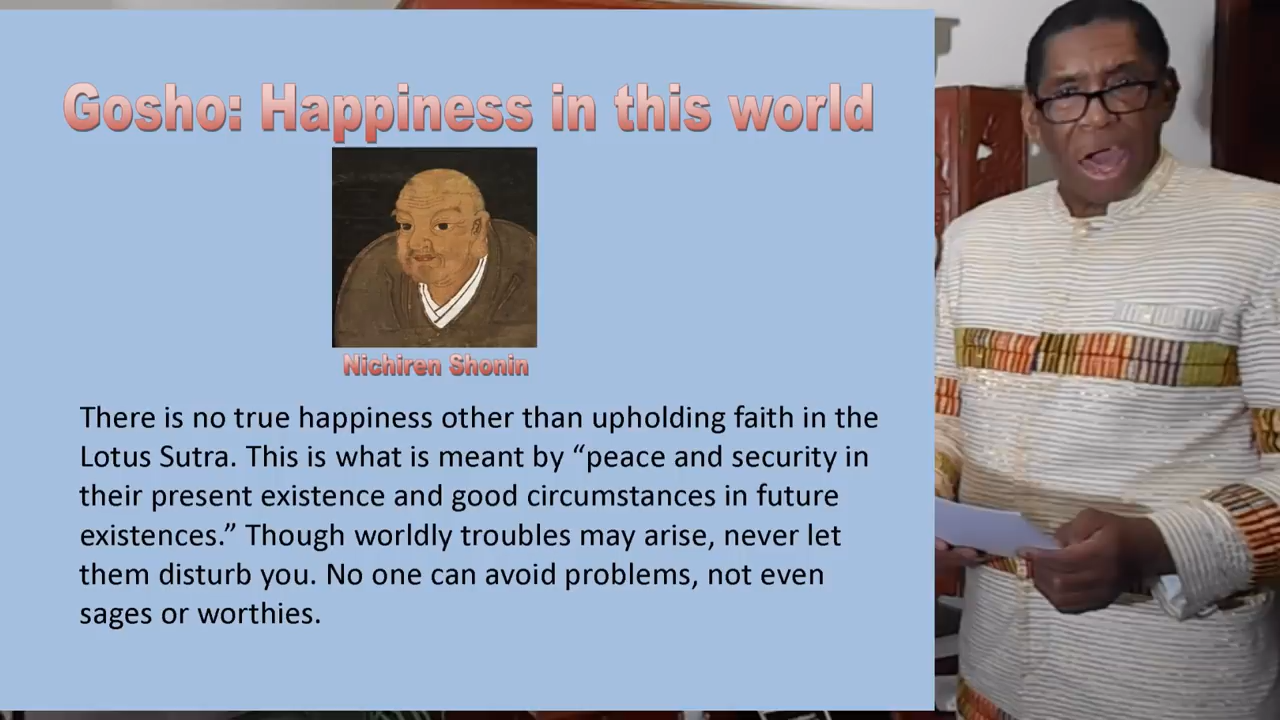 Gosho: Happiness in this world
Nichiren Shonin
There is no true happiness other than upholding faith in the
Lotus Sutra. This is what is meant by “peace and security in
their present existence and good circumstances in future
existences.” Though worldly troubles may arise, never let
them disturb you. No one can avoid problems, not even
sages or worthies.